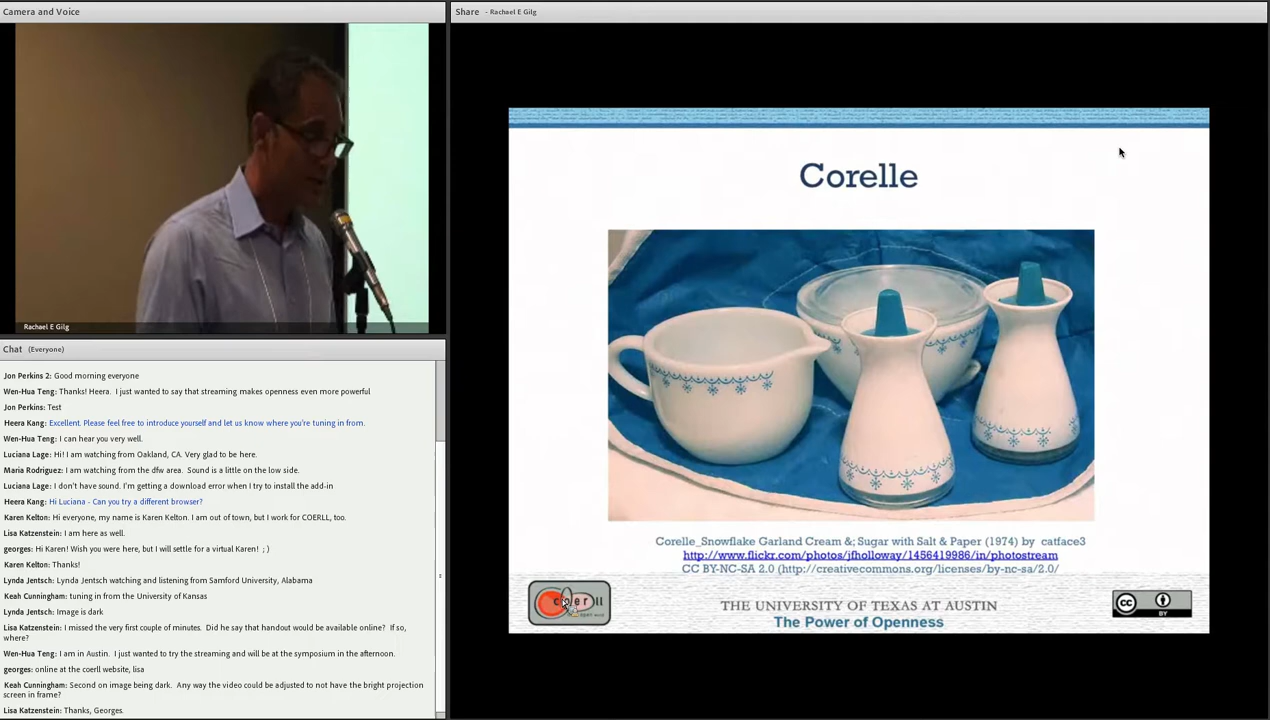 Camera and Voice
Rachael E Gilg
Chat (Everyone)
Jon Perkins 2: Good morning everyone
Wen-Hua Teng: Thanks! Heera. I just wanted to say that streaming makes openness even more powerful
Jon Perkins: Test
Heera Kang: Excellent. Please feel free to introduce yourself and let us know where you're tuning in from.
Wen-Hua Teng: I can hear you very well.
Luciana Lage: Hi! I am watching from Oakland, CA. Very glad to be here.
Maria Rodriguez: I am watching from the dfw area. Sound is a little on the low side.
Luciana Lage: I don't have sound. I'm getting a download error when I try to install the add-in
Heera Kang: Hi Luciana - Can you try a different browser?
Karen Kelton: Hi everyone, my name is Karen Kelton. I am out of town, but I work for COERLL, too.
Lisa Katzenstein: I am here as well.
georges: Hi Karen! Wish you were here, but I will settle for a virtual Karen! ; )
Karen Kelton: Thanks!
Lynda Jentsch: Lynda Jentsch watching and listening from Samford University, Alabama
Keah Cunningham: tuning in from the University of Kansas
Lynda Jentsch: Image is dark
Lisa Katzenstein: I missed the very first couple of minutes. Did he say that handout would be available online? If so,
where?
Wen-Hua Teng: I am in Austin. I just wanted to try the streaming and will be at the symposium in the afternoon.
georges: online at the coerll website, lisa
Keah Cunningham: Second on image being dark. Any way the video could be adjusted to not have the bright projection
screen in frame?
Lisa Katzenstein: Thanks, Georges.
Share - Rachael E Gilg
Corelle
Corelle_Snowflake Garland Cream &; Sugar with Salt & Paper (1974) by catface3
http://www.flickr.com/photos/jfholloway/1456419986/in/photostream
CC BY-NC-SA 2.0 (http://creativecommons.org/licenses/by-nc-sa/2.0/
coerll
THE UNIVERSITY OF TEXAS AT AUSTIN
The Power of Openness
cc
BY